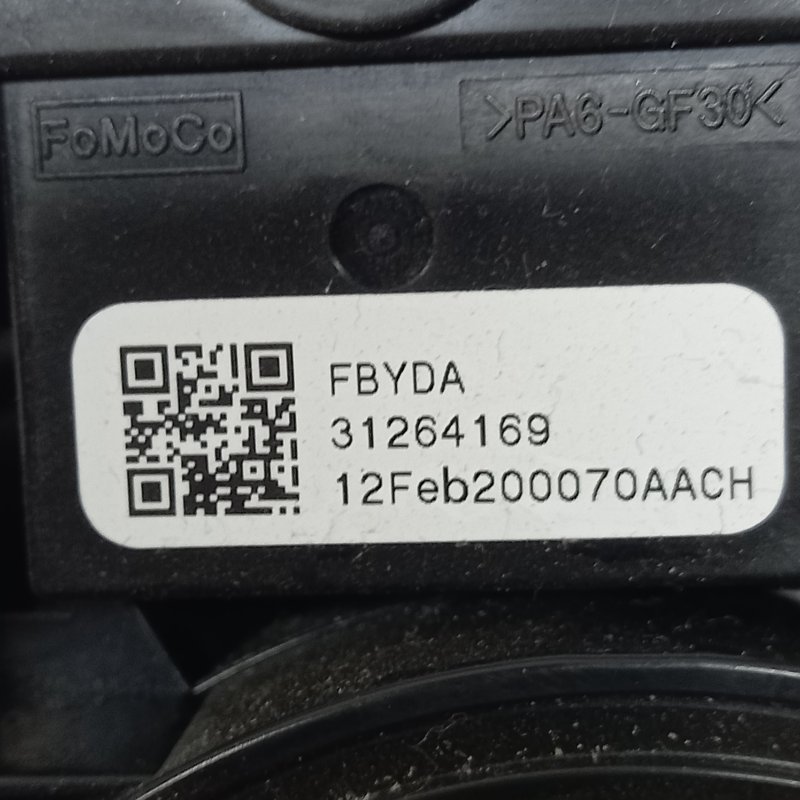 FoMoCo
>PA6-GF30<
FBYDA
31264169
12Feb200070AACH